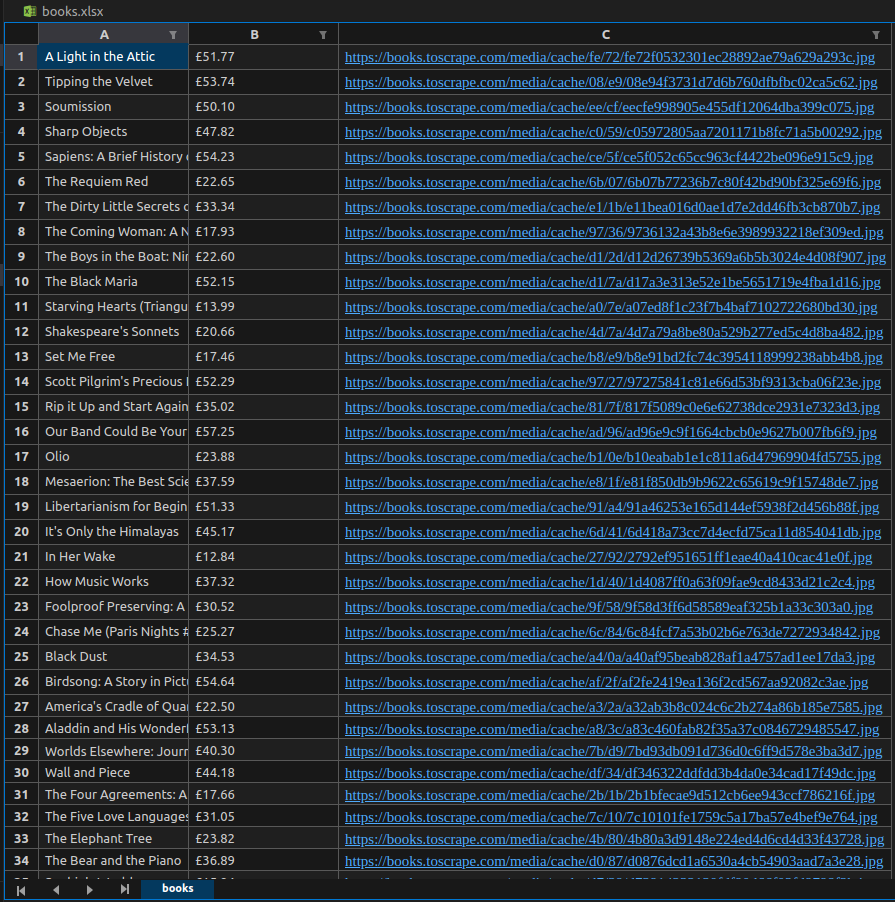 books.xlsx
A B C
1 A Light in the Attic £51.77 https://books.toscrape.com/media/cache/fe/72/fe72f0532301ec28892ae79a629a293c.jpg
2 Tipping the Velvet £53.74 https://books.toscrape.com/media/cache/08/e9/08e94f3731d7d6b760dfbfbc02ca5c62.jpg
3 Soumission £50.10 https://books.toscrape.com/media/cache/ee/cf/eecfe998905e455df12064dba399c075.jpg
4 Sharp Objects £47.82 https://books.toscrape.com/media/cache/c0/59/c05972805aa7201171b8fc71a5b00292.jpg
5 Sapiens: A Brief History £54.23 https://books.toscrape.com/media/cache/ce/5f/ce5f052c65cc963cf4422be096e915c9.jpg
6 The Requiem Red £22.65 https://books.toscrape.com/media/cache/6b/07/6b07b77236b7c80f42bd90bf325e69f6.jpg
7 The Dirty Little Secrets £33.34 https://books.toscrape.com/media/cache/e1/1b/e11bea016d0ae1d7e2dd46fb3cb870b7.jpg
8 The Coming Woman: A N £17.93 https://books.toscrape.com/media/cache/97/36/9736132a43b8e6e3989932218ef309ed.jpg
9 The Boys in the Boat: Nin £22.60 https://books.toscrape.com/media/cache/d1/2d/d12d26739b5369a6b5b3024e4d08f907.jpg
10 The Black Maria £52.15 https://books.toscrape.com/media/cache/d1/7a/d17a3e313e52e1be5651719e4fba1d16.jpg
11 Starving Hearts (Triangu £13.99 https://books.toscrape.com/media/cache/a0/7e/a07ed8f1c23f7b4baf7102722680bd30.jpg
12 Shakespeare's Sonnets £20.66 https://books.toscrape.com/media/cache/4d/7a/4d7a79a8be80a529b277ed5c4d8ba482.jpg
13 Set Me Free £17.46 https://books.toscrape.com/media/cache/b8/e9/b8e91bd2fc74c3954118999238abb4b8.jpg
14 Scott Pilgrim's Precious £52.29 https://books.toscrape.com/media/cache/97/27/97275841c81e66d53bf9313cba06f23e.jpg
15 Rip it Up and Start Again £35.02 https://books.toscrape.com/media/cache/81/7f/817f5089c0e6e62738dce2931e7323d3.jpg
16 Our Band Could Be Your £57.25 https://books.toscrape.com/media/cache/ad/96/ad96e9c9f1664cbcb0e9627b007fb6f9.jpg
17 Olio £23.88 https://books.toscrape.com/media/cache/b1/0e/b10eabab1e1c811a6d47969904fd5755.jpg
18 Mesaerion: The Best Scie £37.59 https://books.toscrape.com/media/cache/e8/1f/e81f850db9b9622c65619c9f15748de7.jpg
19 Libertarianism for Begin £51.33 https://books.toscrape.com/media/cache/91/a4/91a46253e165d144ef5938f2d456b88f.jpg
20 It's Only the Himalayas £45.17 https://books.toscrape.com/media/cache/6d/41/6d418a73cc7d4ecfd75ca11d854041db.jpg
21 In Her Wake £12.84 https://books.toscrape.com/media/cache/27/92/2792ef951651ff1eae40a410cac41e0f.jpg
22 How Music Works £37.32 https://books.toscrape.com/media/cache/1d/40/1d4087ff0a63f09fae9cd8433d21c2c4.jpg
23 Foolproof Preserving: A £30.52 https://books.toscrape.com/media/cache/9f/58/9f58d3ff6d58589eaf325b1a33c303a0.jpg
24 Chase Me (Paris Nights # £25.27 https://books.toscrape.com/media/cache/6c/84/6c84fcf7a53b02b6e763de7272934842.jpg
25 Black Dust £34.53 https://books.toscrape.com/media/cache/a4/0a/a40af95beab828af1a4757ad1ee17da3.jpg
26 Birdsong: A Story in Pict £54.64 https://books.toscrape.com/media/cache/af/2f/af2fe2419ea136f2cd567aa92082c3ae.jpg
27 America's Cradle of Qua £22.50 https://books.toscrape.com/media/cache/a3/2a/a32ab3b8c024c6c2b274a86b185e7585.jpg
28 Aladdin and His Wonder £53.13 https://books.toscrape.com/media/cache/a8/3c/a83c460fab82f35a37c0846729485547.jpg
29 Worlds Elsewhere: Journ £40.30 https://books.toscrape.com/media/cache/7b/d9/7bd93db091d736d0c6ff9d578e3ba3d7.jpg
30 Wall and Piece £44.18 https://books.toscrape.com/media/cache/df/34/df346322ddfdd3b4da0e34cad17f49dc.jpg
31 The Four Agreements: A £17.66 https://books.toscrape.com/media/cache/2b/1b/2b1bfecae9d512cb6ee943ccf786216f.jpg
32 The Five Love Languages £31.05 https://books.toscrape.com/media/cache/7c/10/7c10101fe1759c5a17ba57e4bef9e764.jpg
33 The Elephant Tree £23.82 https://books.toscrape.com/media/cache/4b/80/4b80a3d9148e224ed4d6cd4d33f43728.jpg
34 The Bear and the Piano £36.89 https://books.toscrape.com/media/cache/d0/87/d0876dcd1a6530a4cb54903aad7a3e28.jpg
books